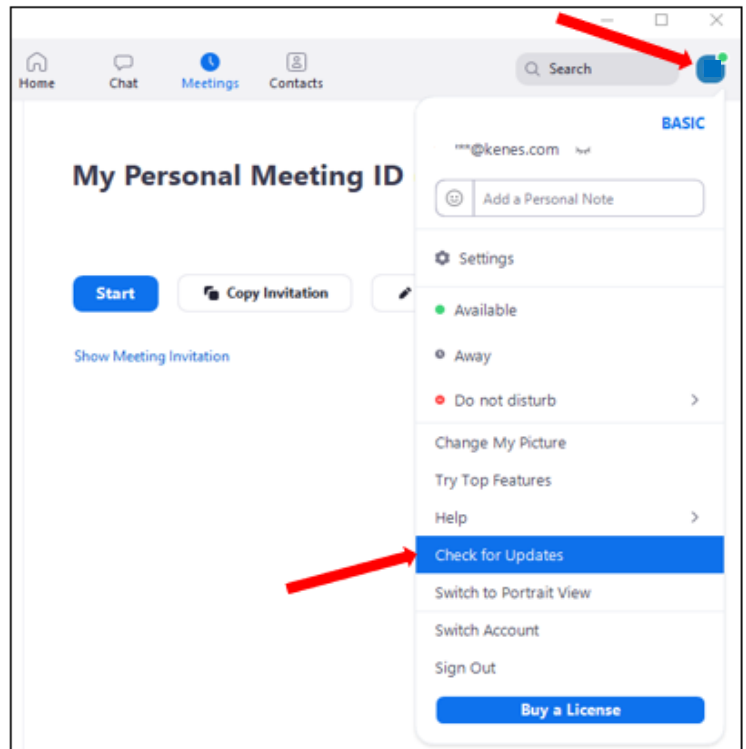 Home
Chat
Meetings
Contacts
Search
BASIC
***@kenes.com
My Personal Meeting ID
Add a Personal Note
Settings
Start
Copy Invitation
Available
Show Meeting Invitation
Away
Do not disturb
Change My Picture
Try Top Features
Help
Check for Updates
Switch to Portrait View
Switch Account
Sign Out
Buy a License